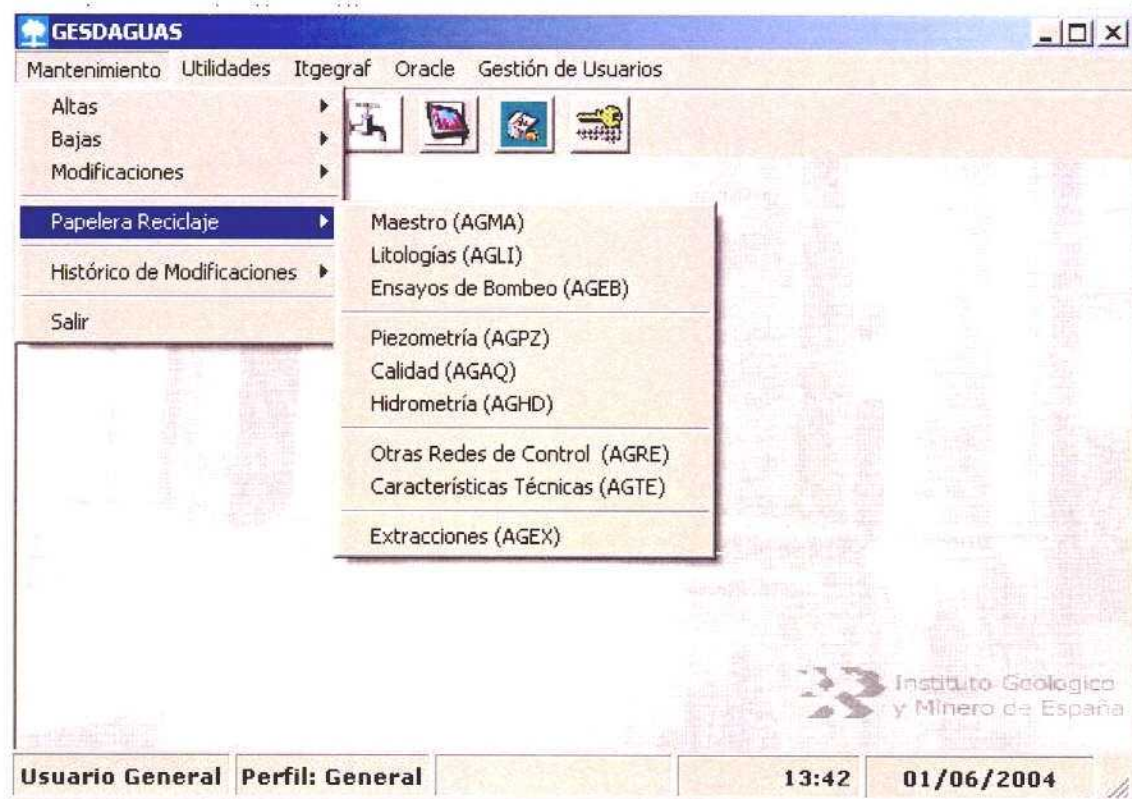 GESDAGUAS
Mantenimiento Utilidades Itgegraf Oracle Gestión de Usuarios
Altas
Bajas
Modificaciones
Papelera Reciclaje
Histórico de Modificaciones
Salir
Maestro (AGMA)
Litologías (AGLI)
Ensayos de Bombeo (AGEB)
Piezometría (AGPZ)
Calidad (AGAQ)
Hidrometría (AGHD)
Otras Redes de Control (AGRE)
Características Técnicas (AGTE)
Extracciones (AGEX)
Instituto Geologico
y Minero de España
Usuario General Perfil: General 13:42 01/06/2004